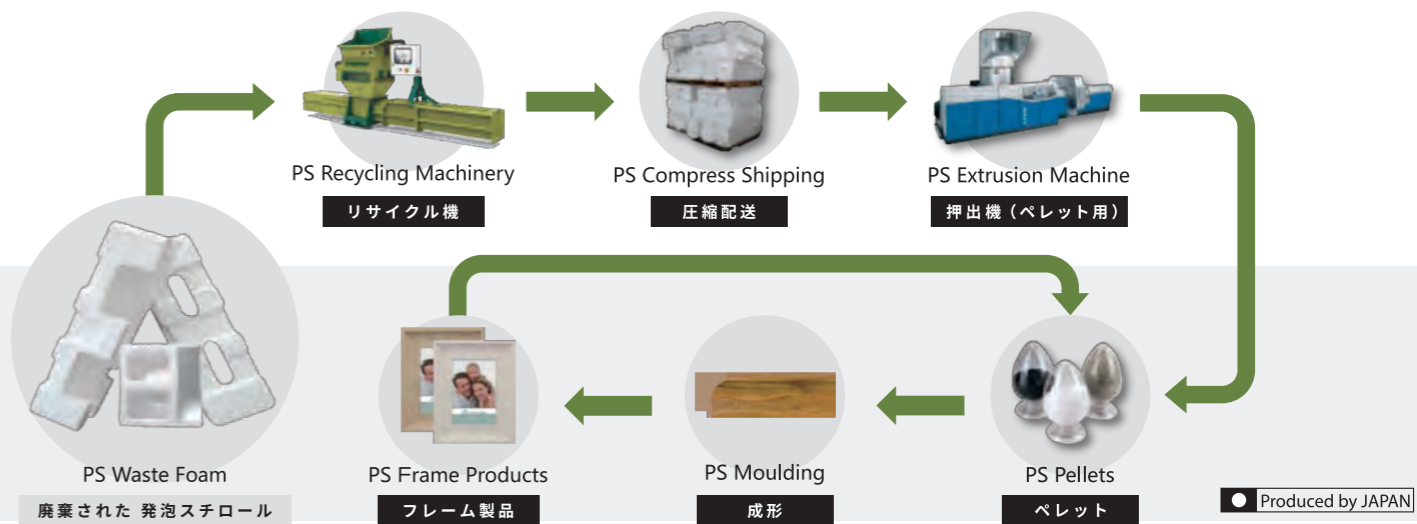 PS Recycling Machinery
リサイクル機
PS Compress Shipping
圧縮配送
PS Extrusion Machine
押出機（ペレット用）
PS Waste Foam
廃棄された 発泡スチロール
PS Frame Products
フレーム製品
PS Moulding
成形
PS Pellets
ペレット
Produced by JAPAN